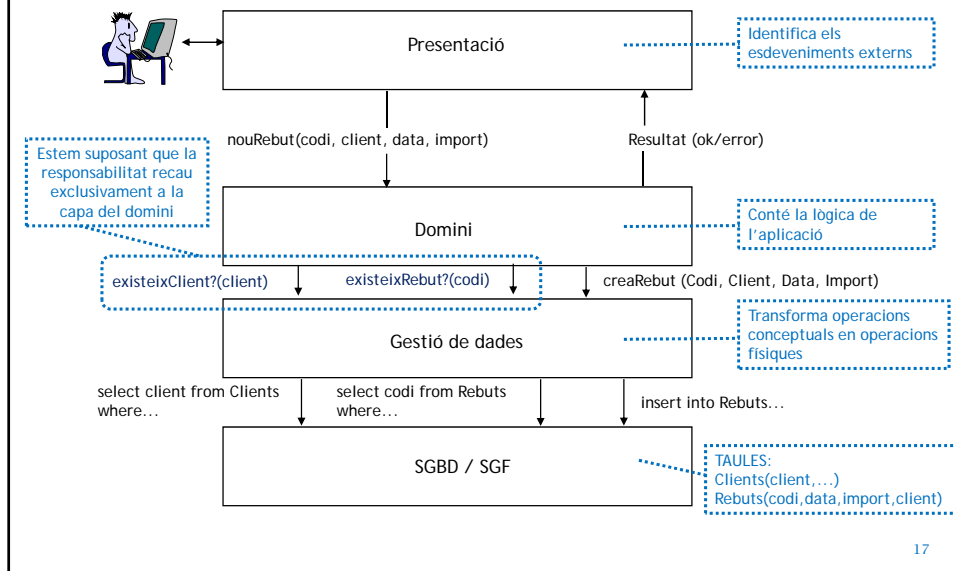 Presentació
Identifica els
esdeveniments externs
nouRebut(codi, client, data, import)
Resultat (ok/error)
Estem suposant que la
responsabilitat recau
exclusivament a la
capa del domini
Domini
Conté la lògica de
l'aplicació
existeixClient?(client)
existeixRebut?(codi)
creaRebut (Codi, Client, Data, Import)
Gestió de dades
Transforma operacions
conceptuals en operacions
físiques
select client from Clients
where...
select codi from Rebuts
where...
insert into Rebuts...
SGBD / SGF
TAULES:
Clients(client,...)
Rebuts(codi,data,import,client)
17